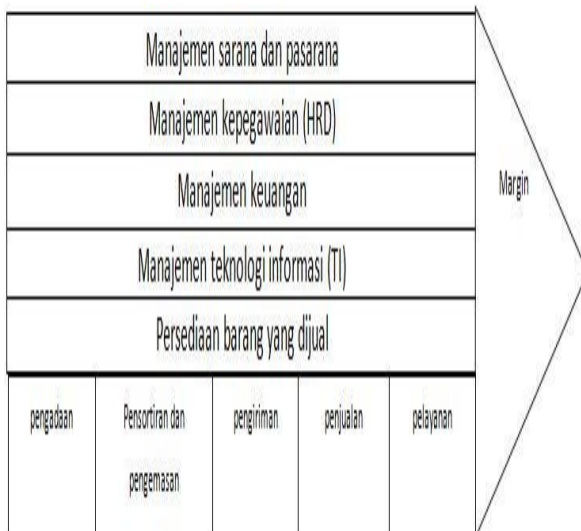 Manajemen sarana dan pasarana
Manajemen kepegawaian (HRD)
Manajemen keuangan
Manajemen teknologi informasi (TI)
Persediaan barang yang dijual
Margin
pengadaan
Pensortiran dan
pengemasan
pengiriman
penjualan
pelayanan